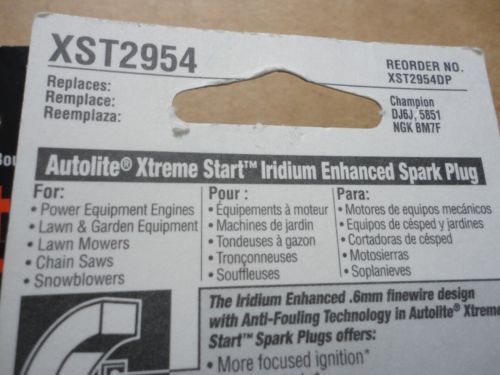 XST2954
REORDER NO.
XST2954DP
Replaces:
Remplace:
Reemplaza:
Champion
DJ6J, 5851
NGK BM7F
Autolite® Xtreme Start™ Iridium Enhanced Spark Plug
For:
• Power Equipment Engines
• Lawn & Garden Equipment
• Lawn Mowers
• Chain Saws
• Snowblowers
Pour :
• Équipements à moteur
• Machines de jardin
• Tondeuses à gazon
• Tronçonneuses
• Souffleuses
Para:
• Motores de equipos mecánicos
• Equipos de césped y jardines
• Cortadoras de césped
• Motosierras
• Soplanieves
The Iridium Enhanced .6mm finewire design
with Anti-Fouling Technology in Autolite® Xtreme
Start™ Spark Plugs offers:
• More focused ignition*